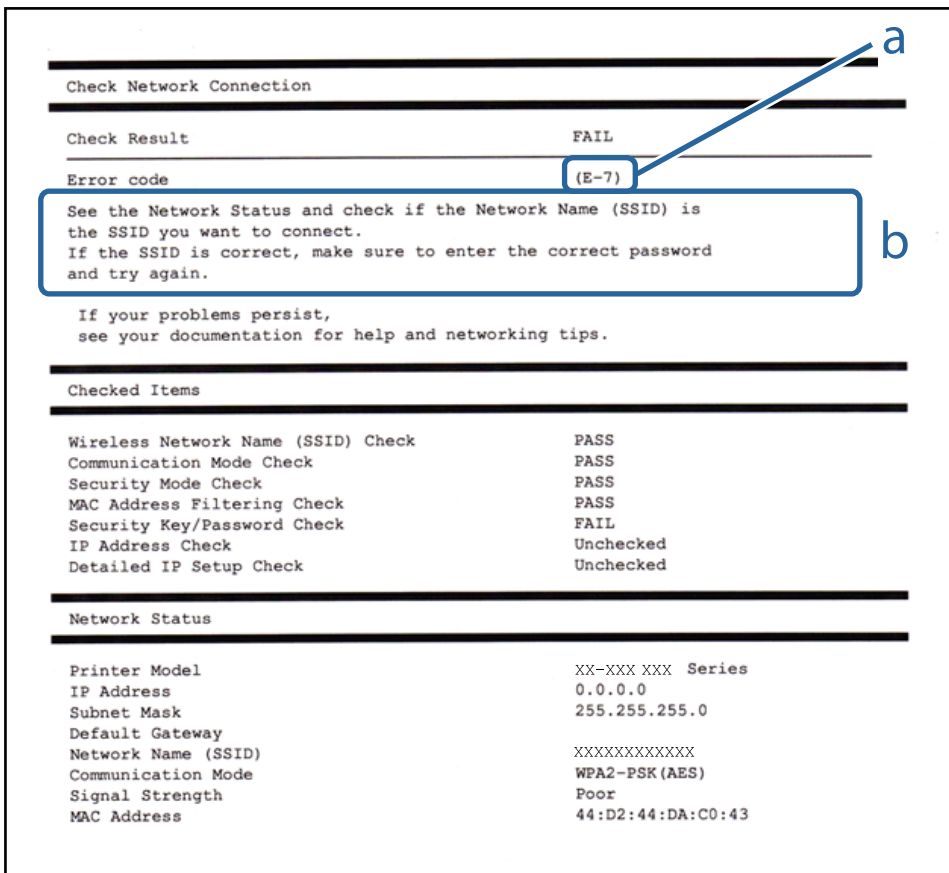 a
Check Network Connection
Check Result FAIL
Error code (E-7)
See the Network Status and check if the Network Name (SSID) is
the SSID you want to connect.
If the SSID is correct, make sure to enter the correct password
and try again.
b
If your problems persist,
see your documentation for help and networking tips.
Checked Items
Wireless Network Name (SSID) Check PASS
Communication Mode Check PASS
Security Mode Check PASS
MAC Address Filtering Check PASS
Security Key/Password Check FAIL
IP Address Check Unchecked
Detailed IP Setup Check Unchecked
Network Status
Printer Model XX-XXX XXX Series
IP Address 0.0.0.0
Subnet Mask 255.255.255.0
Default Gateway
Network Name (SSID) XXXXXXXXXXXX
Communication Mode WPA2-PSK(AES)
Signal Strength Poor
MAC Address 44:D2:44:DA:C0:43